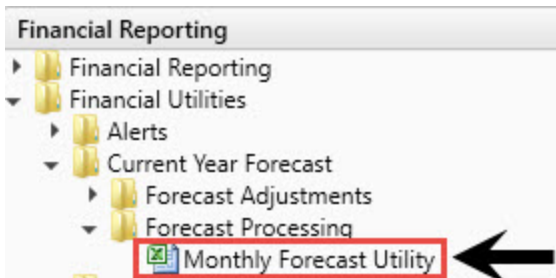 Financial Reporting
Financial Reporting
Financial Utilities
Alerts
Current Year Forecast
Forecast Adjustments
Forecast Processing
Monthly Forecast Utility